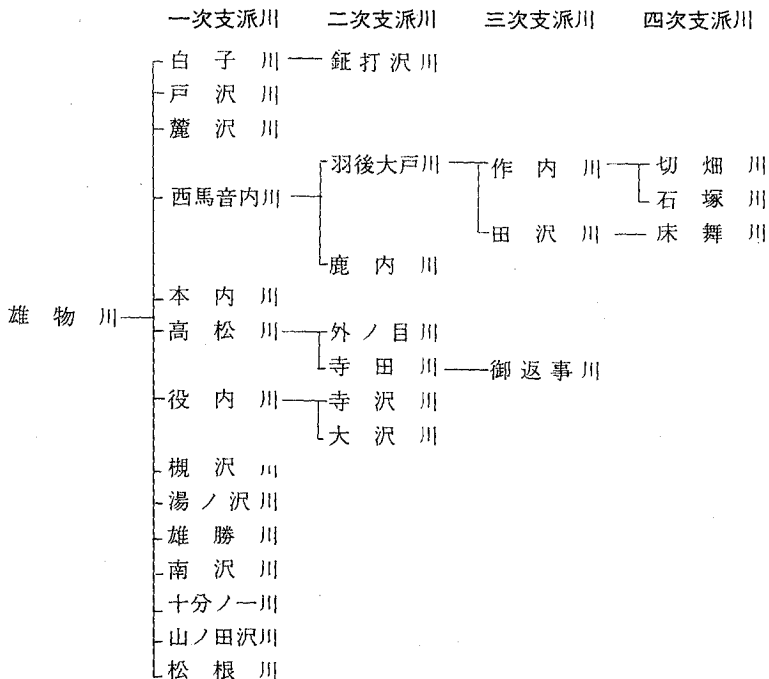 一次支派川 二次支派川 三次支派川 四次支派川
白子川 鉦打沢川
戸沢川
麓沢川
羽後大戸川 作内川 切畑川
西馬音内川 石塚川
田沢川 床舞川
鹿内川
本内川
雄物川 高松川 外ノ目川
寺田川 御返事川
役内川 寺沢川
大沢川
槻沢川
湯ノ沢川
雄勝川
南沢川
十分ノ一川
山ノ田沢川
松根川